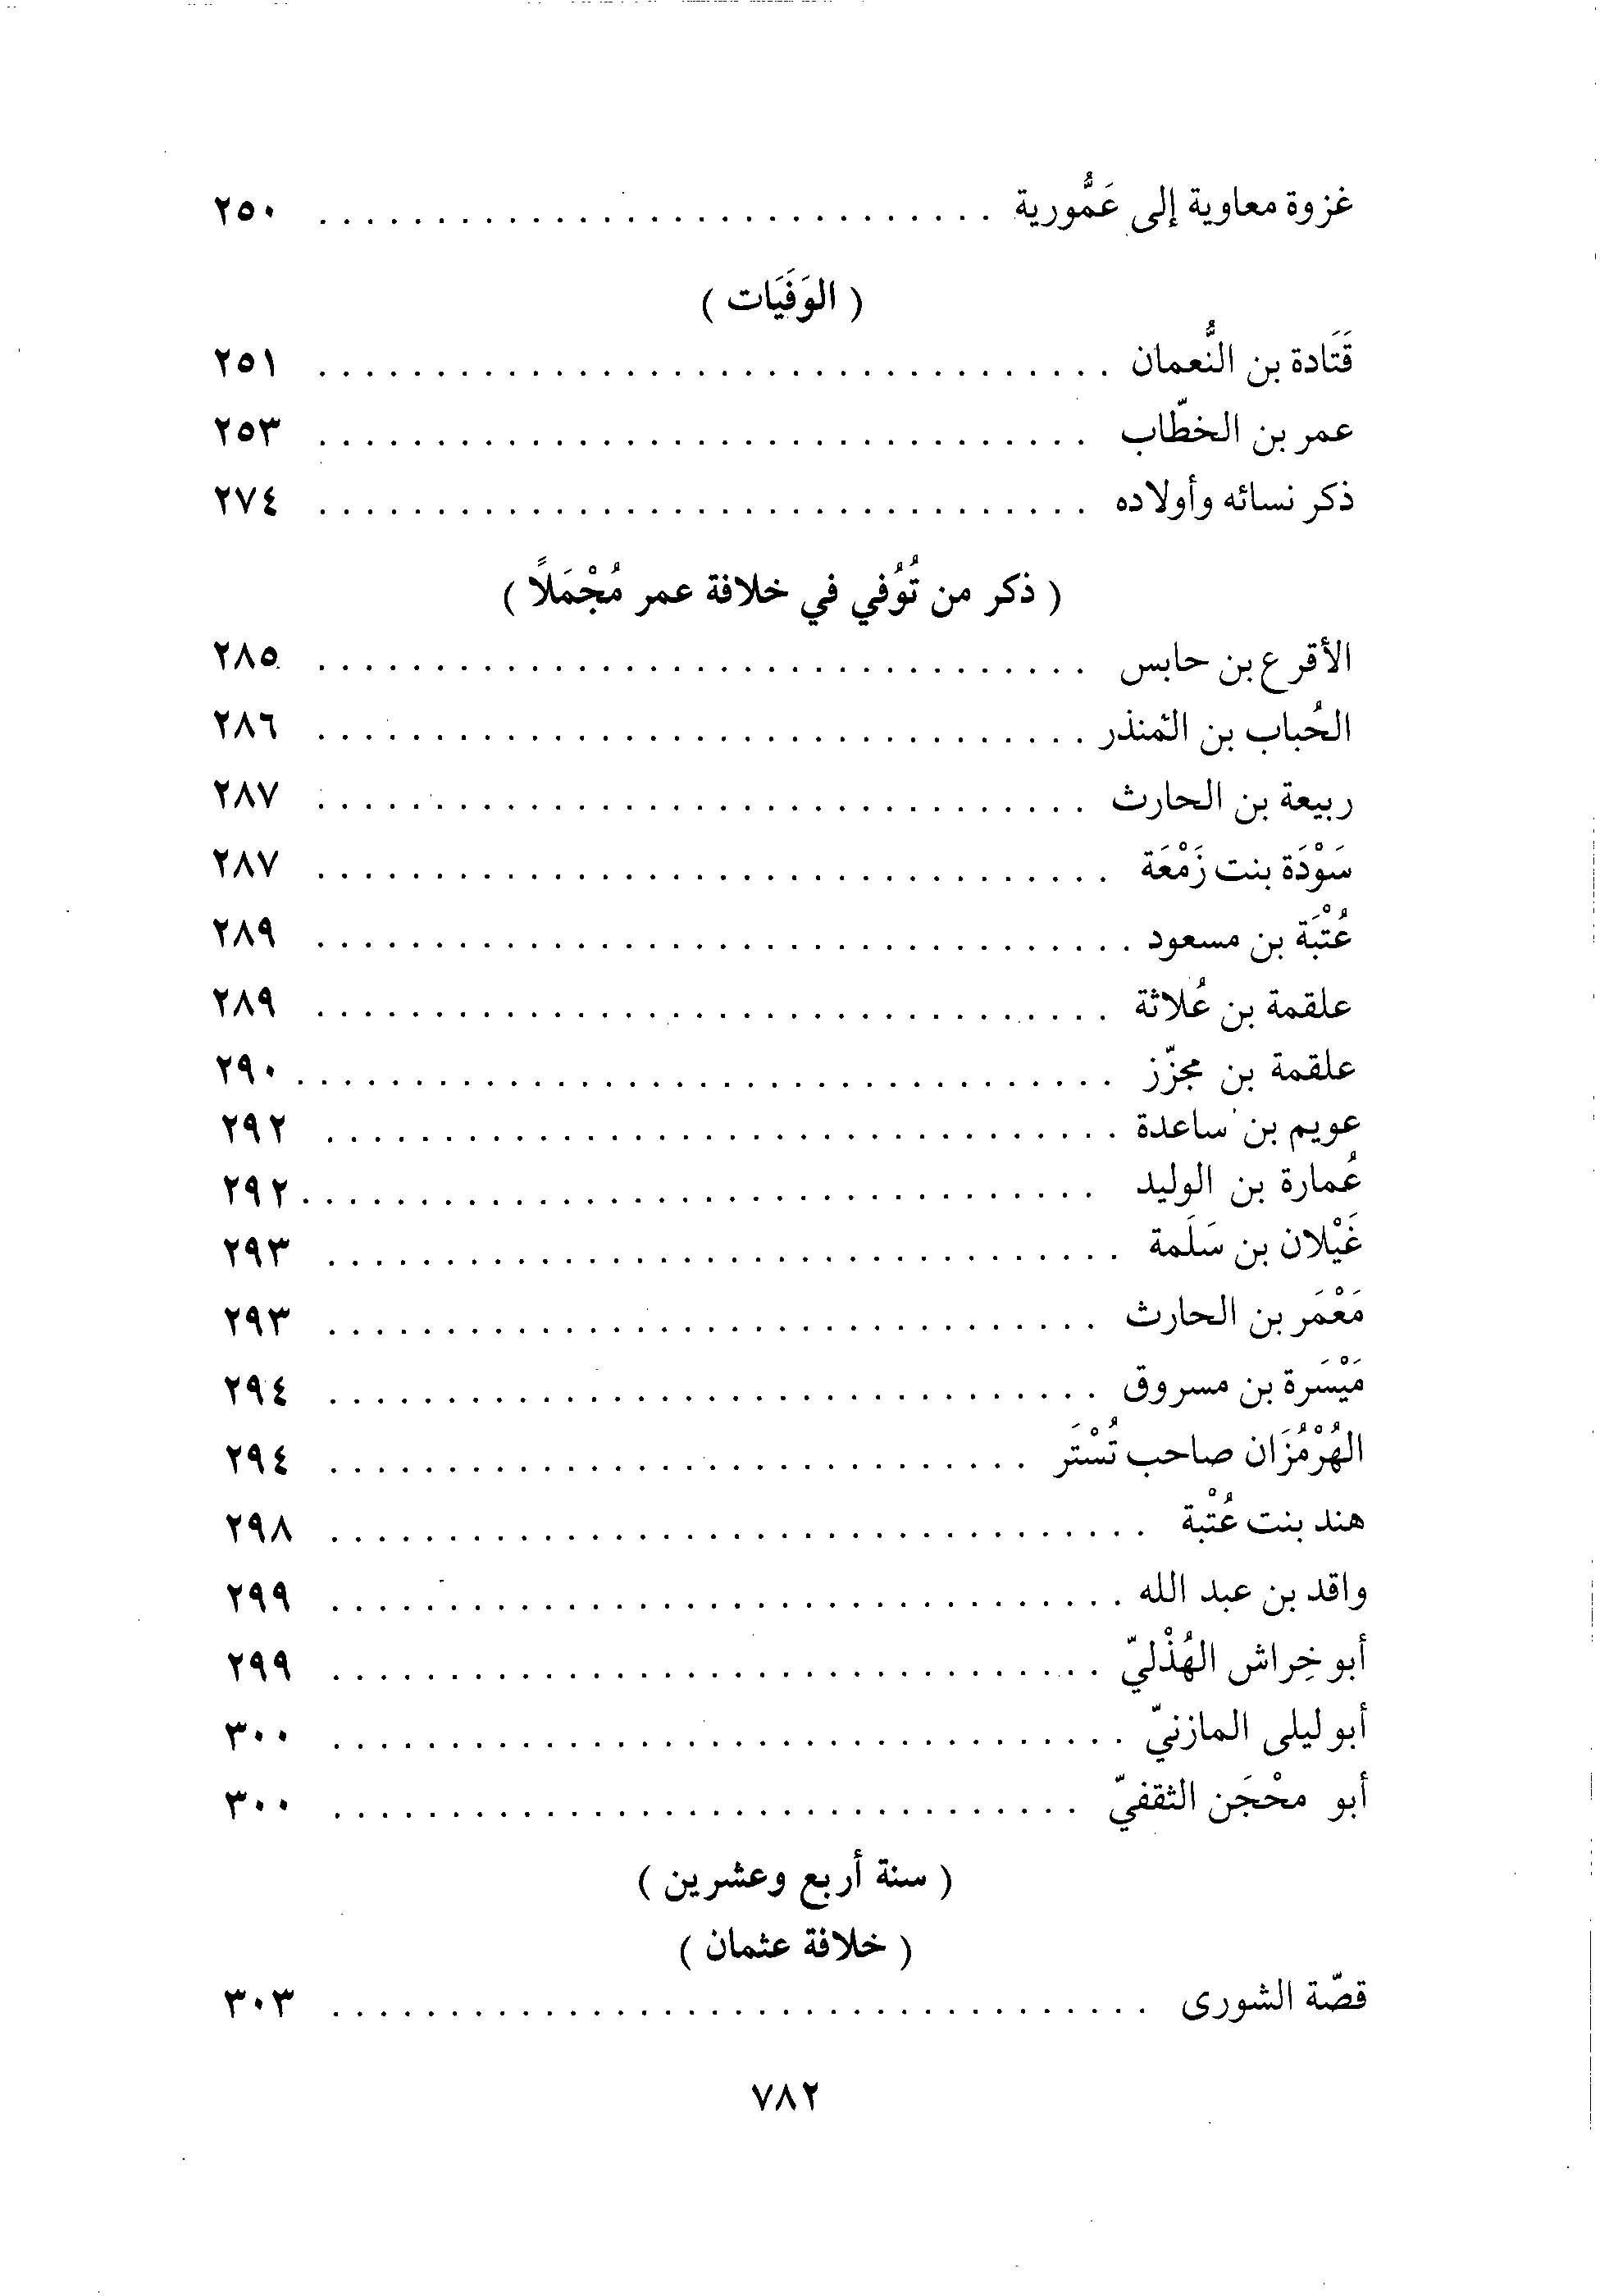 غزوة معاوية إلى عَمُّورية . . . . . . . . . . . . . . . . . . . . . . . . . . . . . ٢٥٠
( الوَفَيَات )
قَتَادة بن النُّعمان . . . . . . . . . . . . . . . . . . . . . . . . . . . . . . . . . . ٢٥١
عمر بن الخطّاب . . . . . . . . . . . . . . . . . . . . . . . . . . . . . . . . . ٢٥٣
ذكر نسائه وأولاده . . . . . . . . . . . . . . . . . . . . . . . . . . . . . . . . . ٢٧٤
( ذكر من تُوُفي في خلافة عمر مُجْمَلاً )
الأقرع بن حابس . . . . . . . . . . . . . . . . . . . . . . . . . . . . . . . . . ٢٨٥
الحُباب بن المُنذر . . . . . . . . . . . . . . . . . . . . . . . . . . . . . . . . . ٢٨٦
ربيعة بن الحارث . . . . . . . . . . . . . . . . . . . . . . . . . . . . . . . . . ٢٨٧
سَوْدَة بنت زَمْعَة . . . . . . . . . . . . . . . . . . . . . . . . . . . . . . . . . . ٢٨٧
عُتْبَة بن مسعود . . . . . . . . . . . . . . . . . . . . . . . . . . . . . . . . . . . ٢٨٩
علقمة بن عُلاثة . . . . . . . . . . . . . . . . . . . . . . . . . . . . . . . . . . ٢٨٩
علقمة بن مجزّز . . . . . . . . . . . . . . . . . . . . . . . . . . . . . . . . . . . ٢٩٠
عويم بن ساعدة . . . . . . . . . . . . . . . . . . . . . . . . . . . . . . . . . . ٢٩٢
عُمارة بن الوليد . . . . . . . . . . . . . . . . . . . . . . . . . . . . . . . . . . ٢٩٢
غَيْلان بن سَلَمة . . . . . . . . . . . . . . . . . . . . . . . . . . . . . . . . . . ٢٩٣
مَعْمَر بن الحارث . . . . . . . . . . . . . . . . . . . . . . . . . . . . . . . . . ٢٩٣
مَيْسَرة بن مسروق . . . . . . . . . . . . . . . . . . . . . . . . . . . . . . . . . ٢٩٤
الهُرْمُزَان صاحب تُسْتَر . . . . . . . . . . . . . . . . . . . . . . . . . . . . . . ٢٩٤
هند بنت عُتْبة . . . . . . . . . . . . . . . . . . . . . . . . . . . . . . . . . . . ٢٩٨
واقد بن عبد الله . . . . . . . . . . . . . . . . . . . . . . . . . . . . . . . . . . ٢٩٩
أبو خِراش الهُذْليّ . . . . . . . . . . . . . . . . . . . . . . . . . . . . . . . . . ٢٩٩
أبو ليلى المازنيّ . . . . . . . . . . . . . . . . . . . . . . . . . . . . . . . . . . ٣٠٠
أبو محْجَن الثقفيّ . . . . . . . . . . . . . . . . . . . . . . . . . . . . . . . . ٣٠٠
( سنة أربع وعشرين )
( خلافة عثمان )
قصّة الشورى . . . . . . . . . . . . . . . . . . . . . . . . . . . . . . . . . . . ٣٠٣
٧٨٢